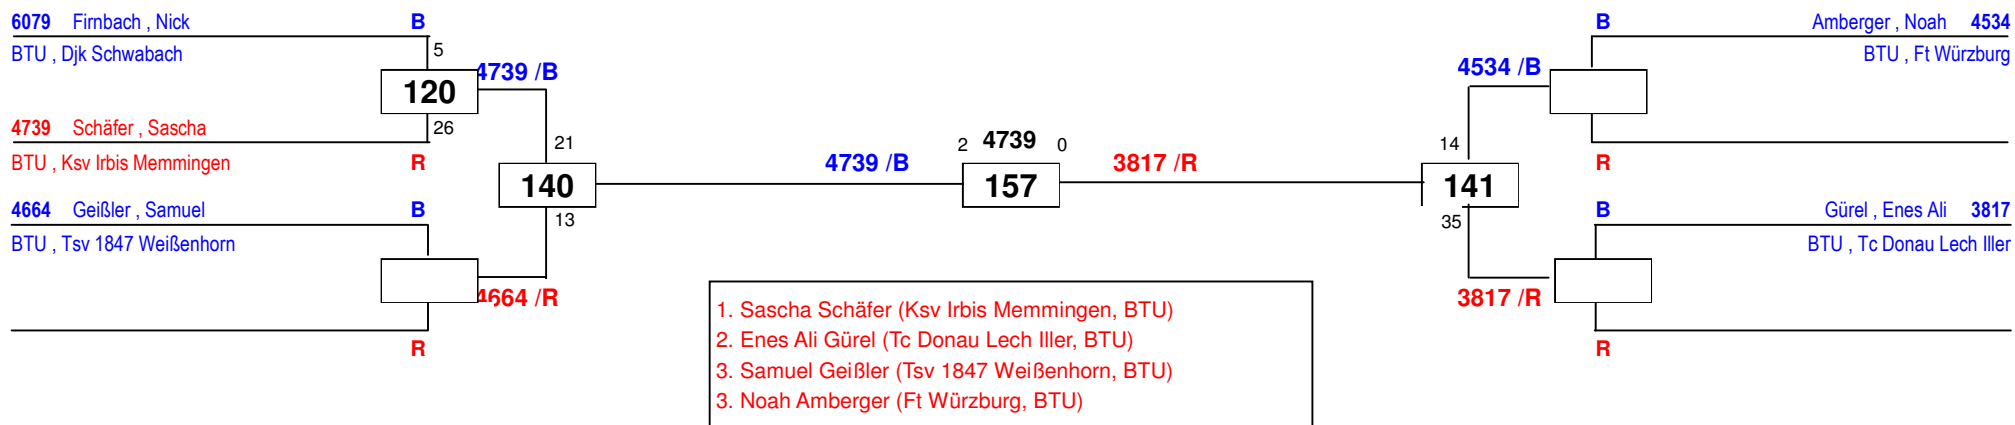 6079 Firnbach , Nick B
BTU , Djk Schwabach
5
120
4739 /B
26
4739 Schäfer , Sascha
BTU , Ksv Irbis Memmingen R
21
140
13
4664 Geißler , Samuel B
BTU , Tsv 1847 Weißenhorn
4664 /R
R
4739 /B
2 4739 0
157
3817 /R
B Amberger , Noah 4534
BTU , Ft Würzburg
4534 /B
R
14
141
35
B Gürel , Enes Ali 3817
BTU , Tc Donau Lech Iller
3817 /R
R
1. Sascha Schäfer (Ksv Irbis Memmingen, BTU)
2. Enes Ali Gürel (Tc Donau Lech Iller, BTU)
3. Samuel Geißler (Tsv 1847 Weißenhorn, BTU)
3. Noah Amberger (Ft Würzburg, BTU)